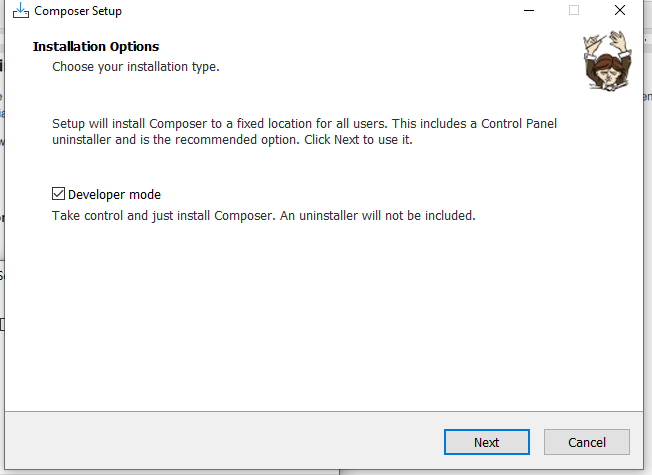 Composer Setup
Installation Options
Choose your installation type.
Setup will install Composer to a fixed location for all users. This includes a Control Panel
uninstaller and is the recommended option. Click Next to use it.
Developer mode
Take control and just install Composer. An uninstaller will not be included.
Next
Cancel